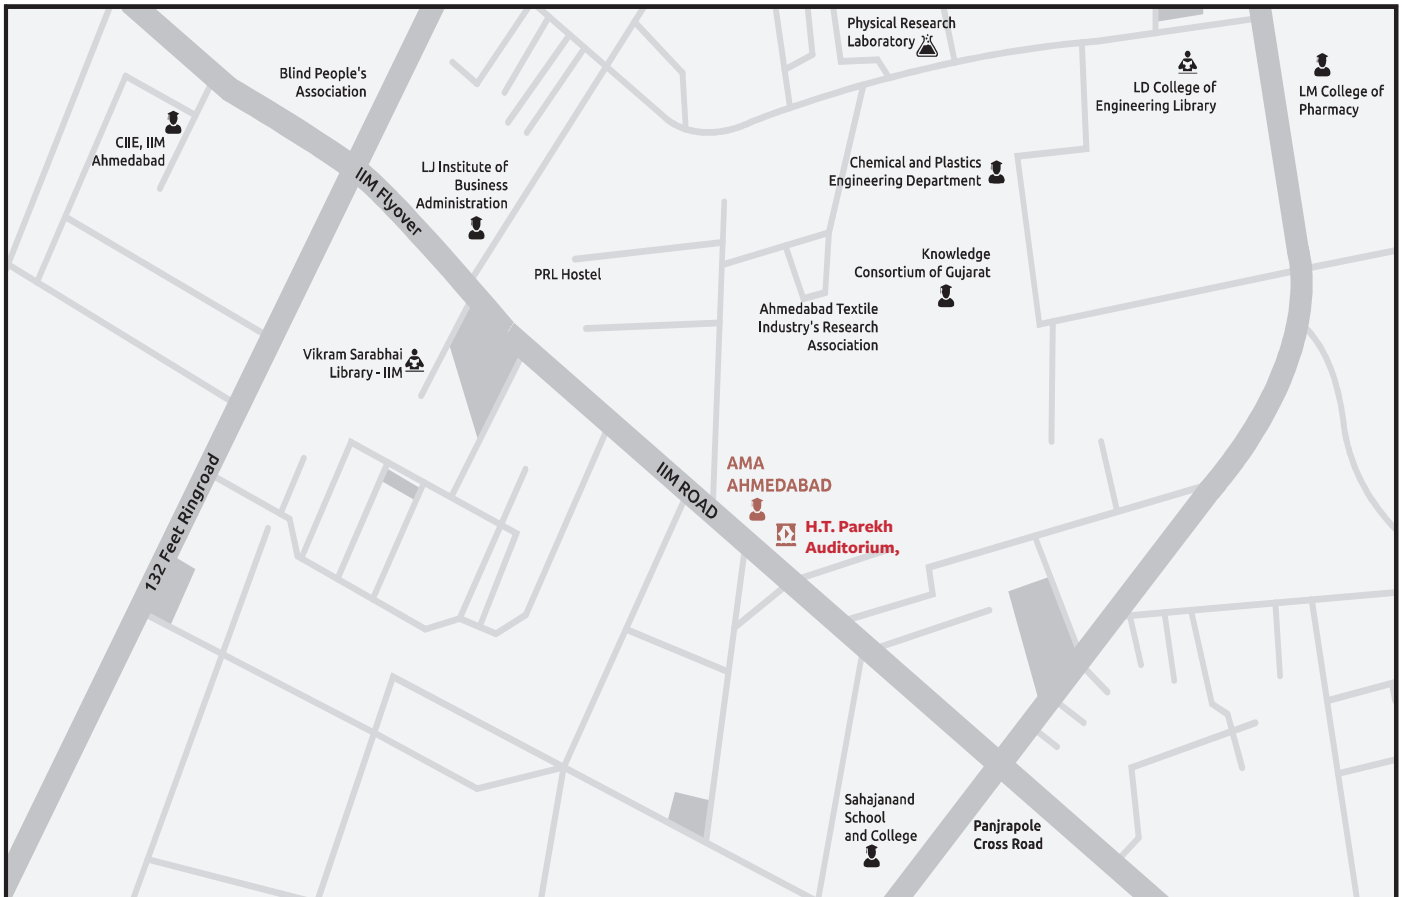 Physical Research
Laboratory
Blind People's
Association
LD College of
Engineering Library
LM College of
Pharmacy
CIIE, IIM
Ahmedabad
LJ Institute of
Business
Administration
IIM Flyover
Chemical and Plastics
Engineering Department
Knowledge
Consortium of Gujarat
PRL Hostel
Ahmedabad Textile
Industry's Research
Association
Vikram Sarabhai
Library - IIM
132 Feet Ringroad
IIM ROAD
AMA
AHMEDABAD
H.T. Parekh
Auditorium,
Sahajanand
School
and College
Panjrapole
Cross Road